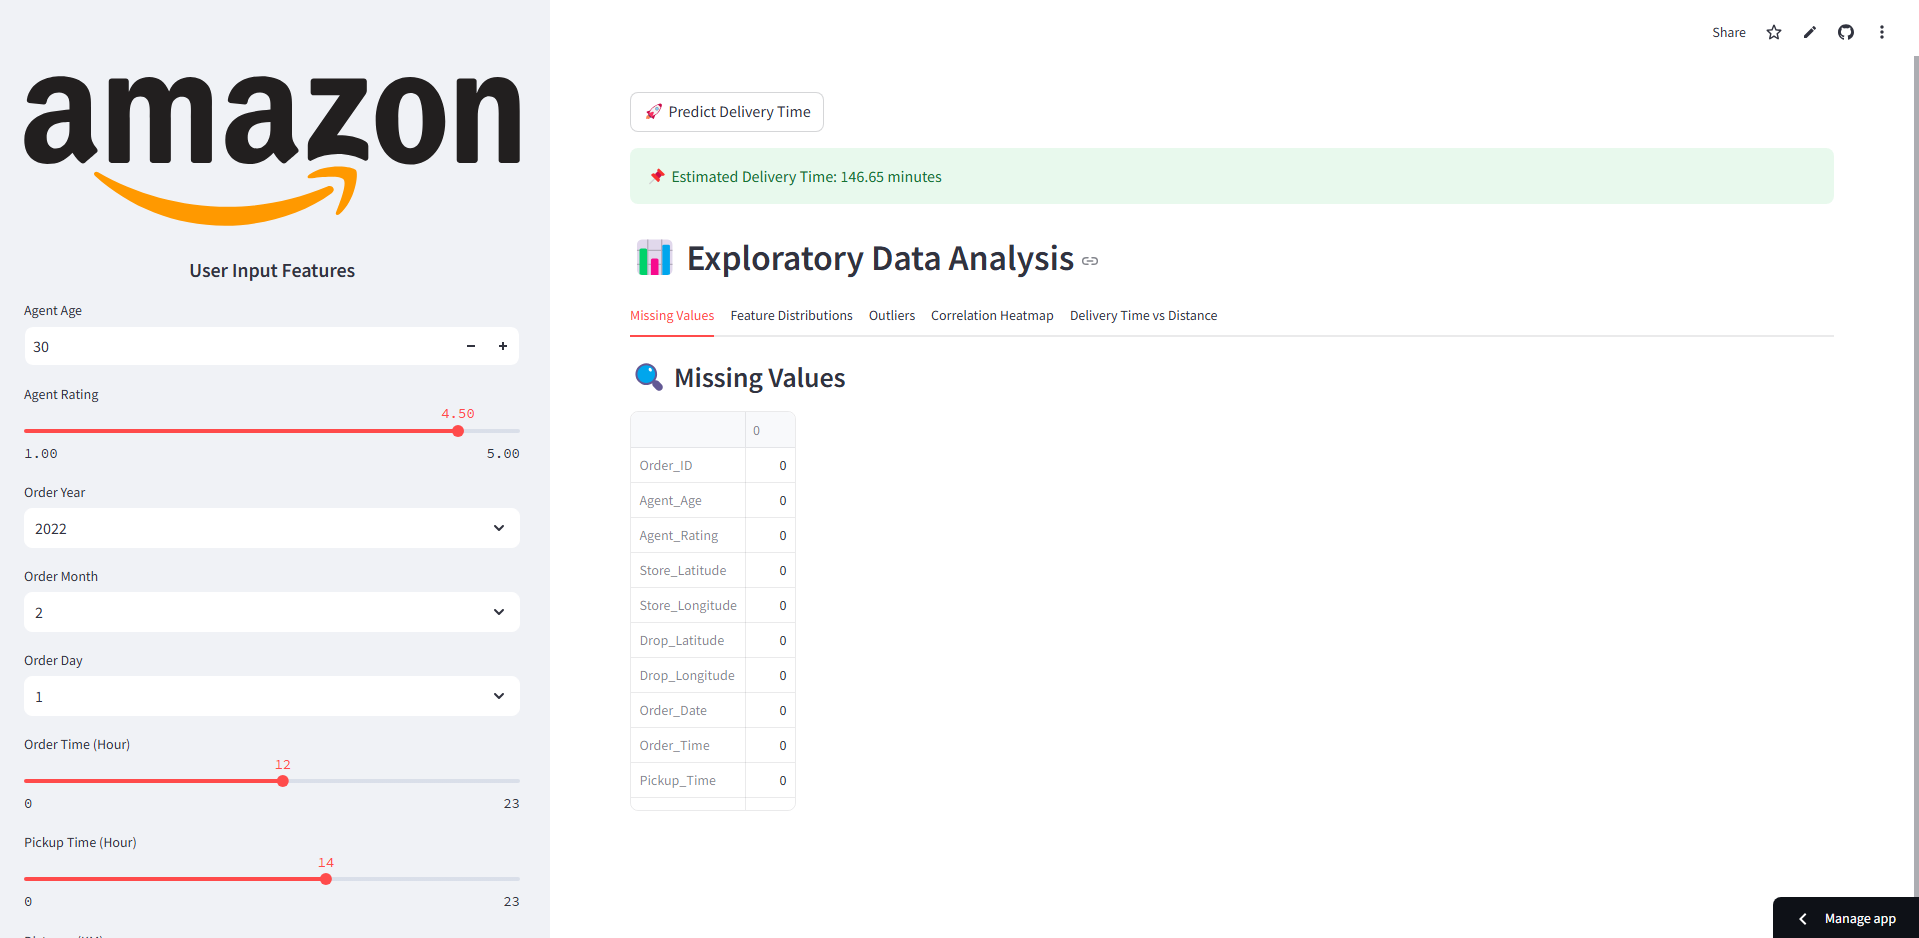 amazon
User Input Features
Agent Age
30
Agent Rating
4.50
1.00 5.00
Order Year
2022
Order Month
2
Order Day
1
Order Time (Hour)
12
0 23
Pickup Time (Hour)
14
0 23
Share
Predict Delivery Time
Estimated Delivery Time: 146.65 minutes
Exploratory Data Analysis
Missing Values Feature Distributions Outliers Correlation Heatmap Delivery Time vs Distance
Missing Values
0
Order_ID 0
Agent_Age 0
Agent_Rating 0
Store_Latitude 0
Store_Longitude 0
Drop_Latitude 0
Drop_Longitude 0
Order_Date 0
Order_Time 0
Pickup_Time 0
Manage app